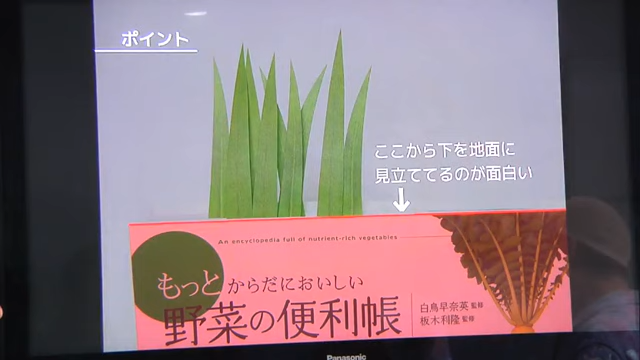 ポイント
ここから下を地面に
見立ててるのが面白い
An encyclopedia full of nutrient-rich vegetables
もっとからだにおいしい
野菜の便利帳
白鳥早奈英 監修
板木利隆 監修
Panasonic